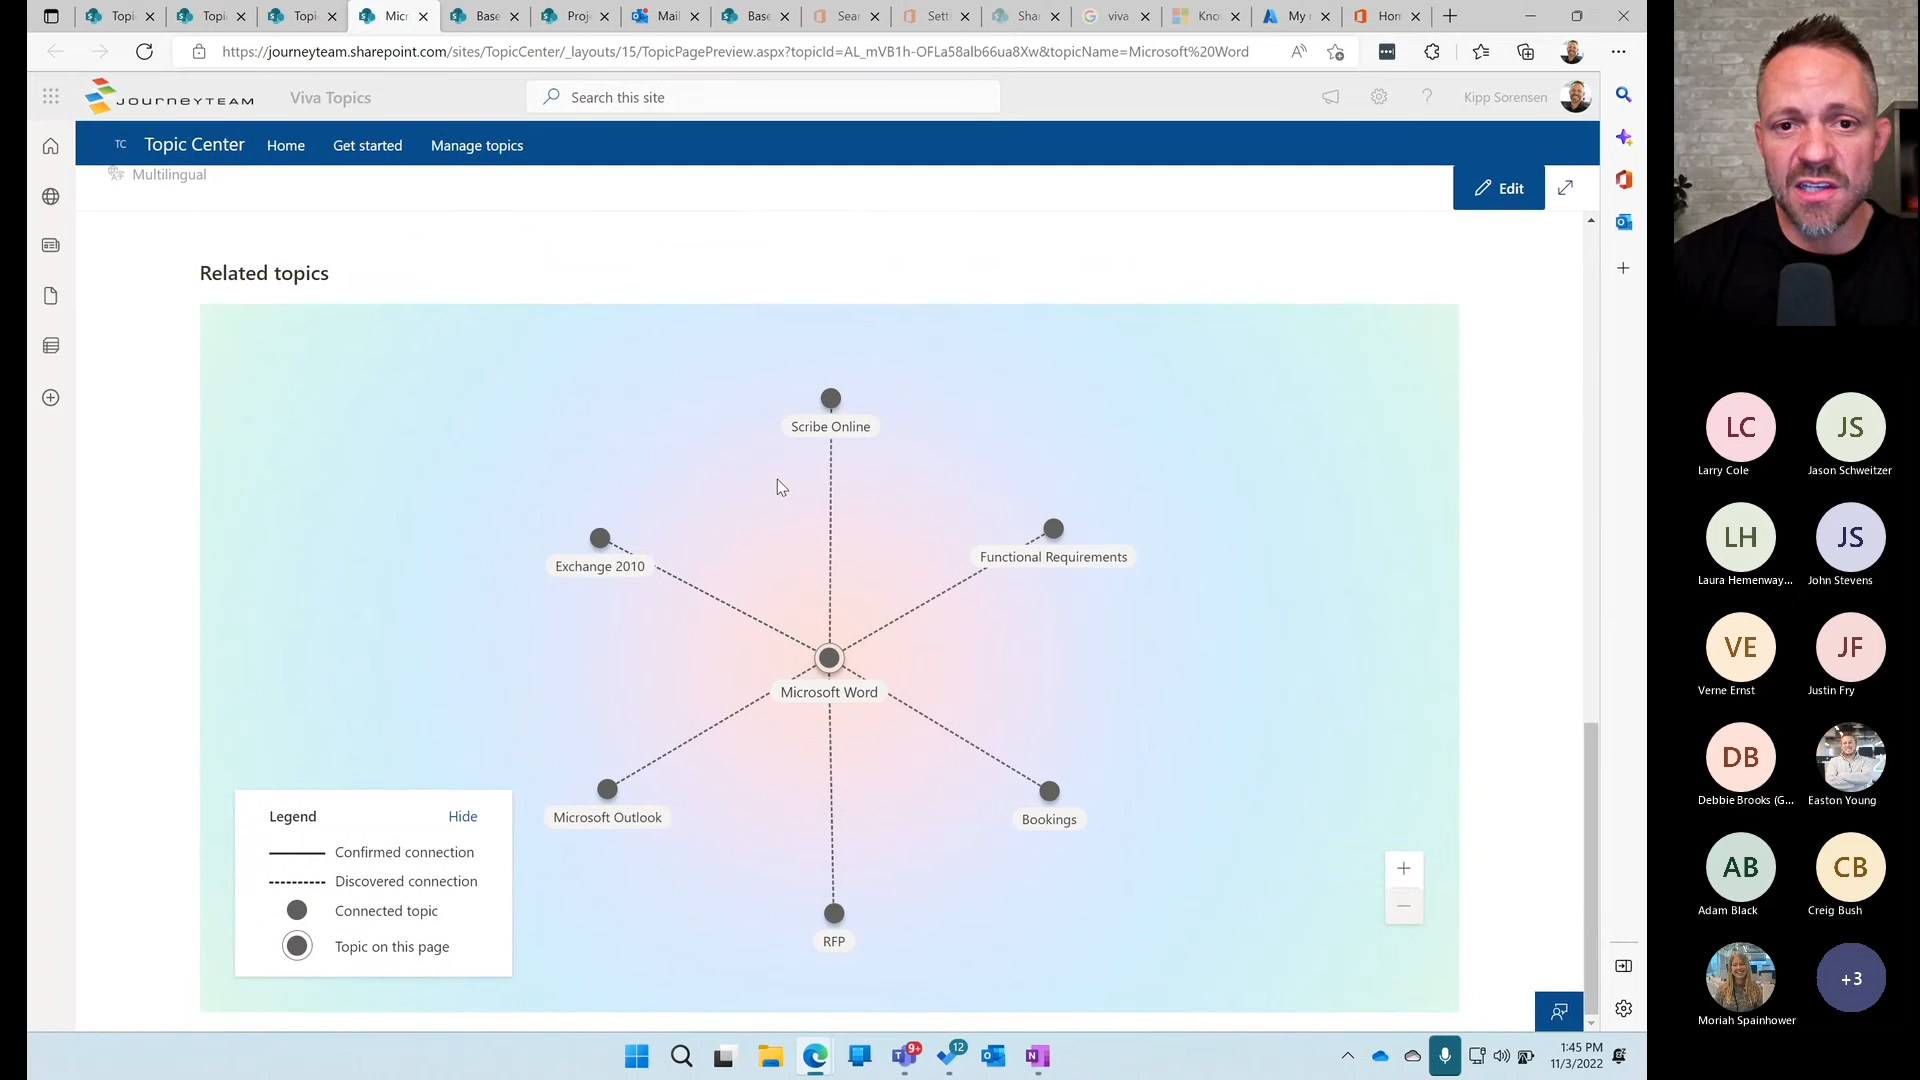 Topi
Topi
Topi
Micr
Base
Proj
Mail
Base
Sear
Setti
Shar
viva
Kno
My
Hon
https://journeyteam.sharepoint.com/sites/TopicCenter/_layouts/15/TopicPagePreview.aspx?topicId=AL_mVB1h-OFLa58alb66ua8Xw&topicName=Microsoft%20Word
JOURNEYTEAM
Viva Topics
Search this site
Kipp Sorensen
TC
Topic Center
Home
Get started
Manage topics
Multilingual
Edit
Related topics
Scribe Online
Exchange 2010
Functional Requirements
Microsoft Word
Microsoft Outlook
Bookings
RFP
Legend
Hide
Confirmed connection
Discovered connection
Connected topic
Topic on this page
LC
Larry Cole
JS
Jason Schweitzer
LH
Laura Hemenway...
JS
John Stevens
VE
Verne Ernst
JF
Justin Fry
DB
Debbie Brooks (G...
Easton Young
AB
Adam Black
CB
Creig Bush
Moriah Spainhower
+3
9+
12
1:45 PM
11/3/2022